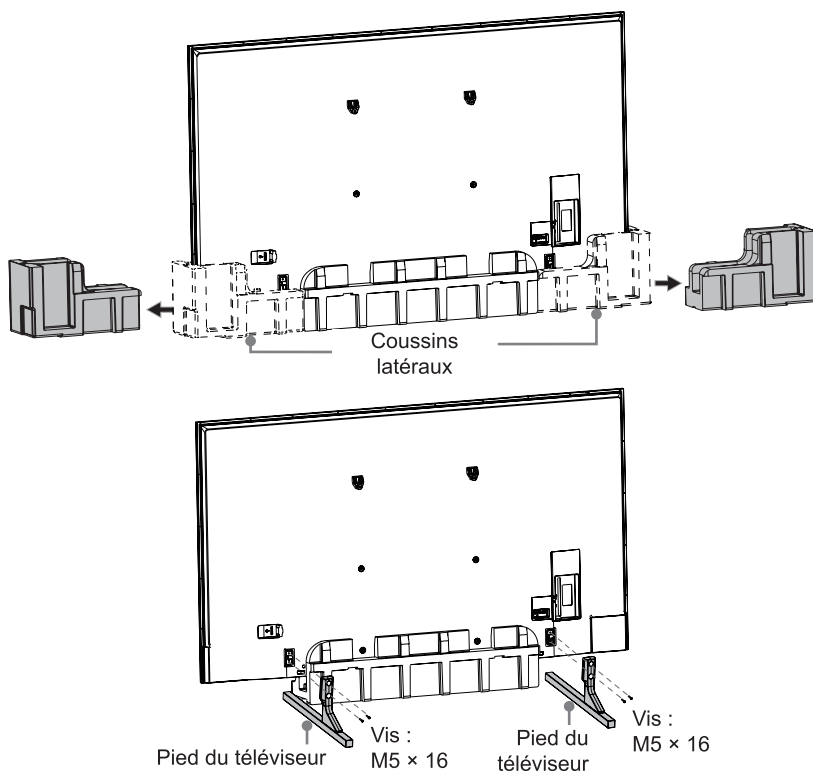 Coussins
latéraux
Pied du téléviseur
Vis :
M5 × 16
Pied du
téléviseur
Vis :
M5 × 16